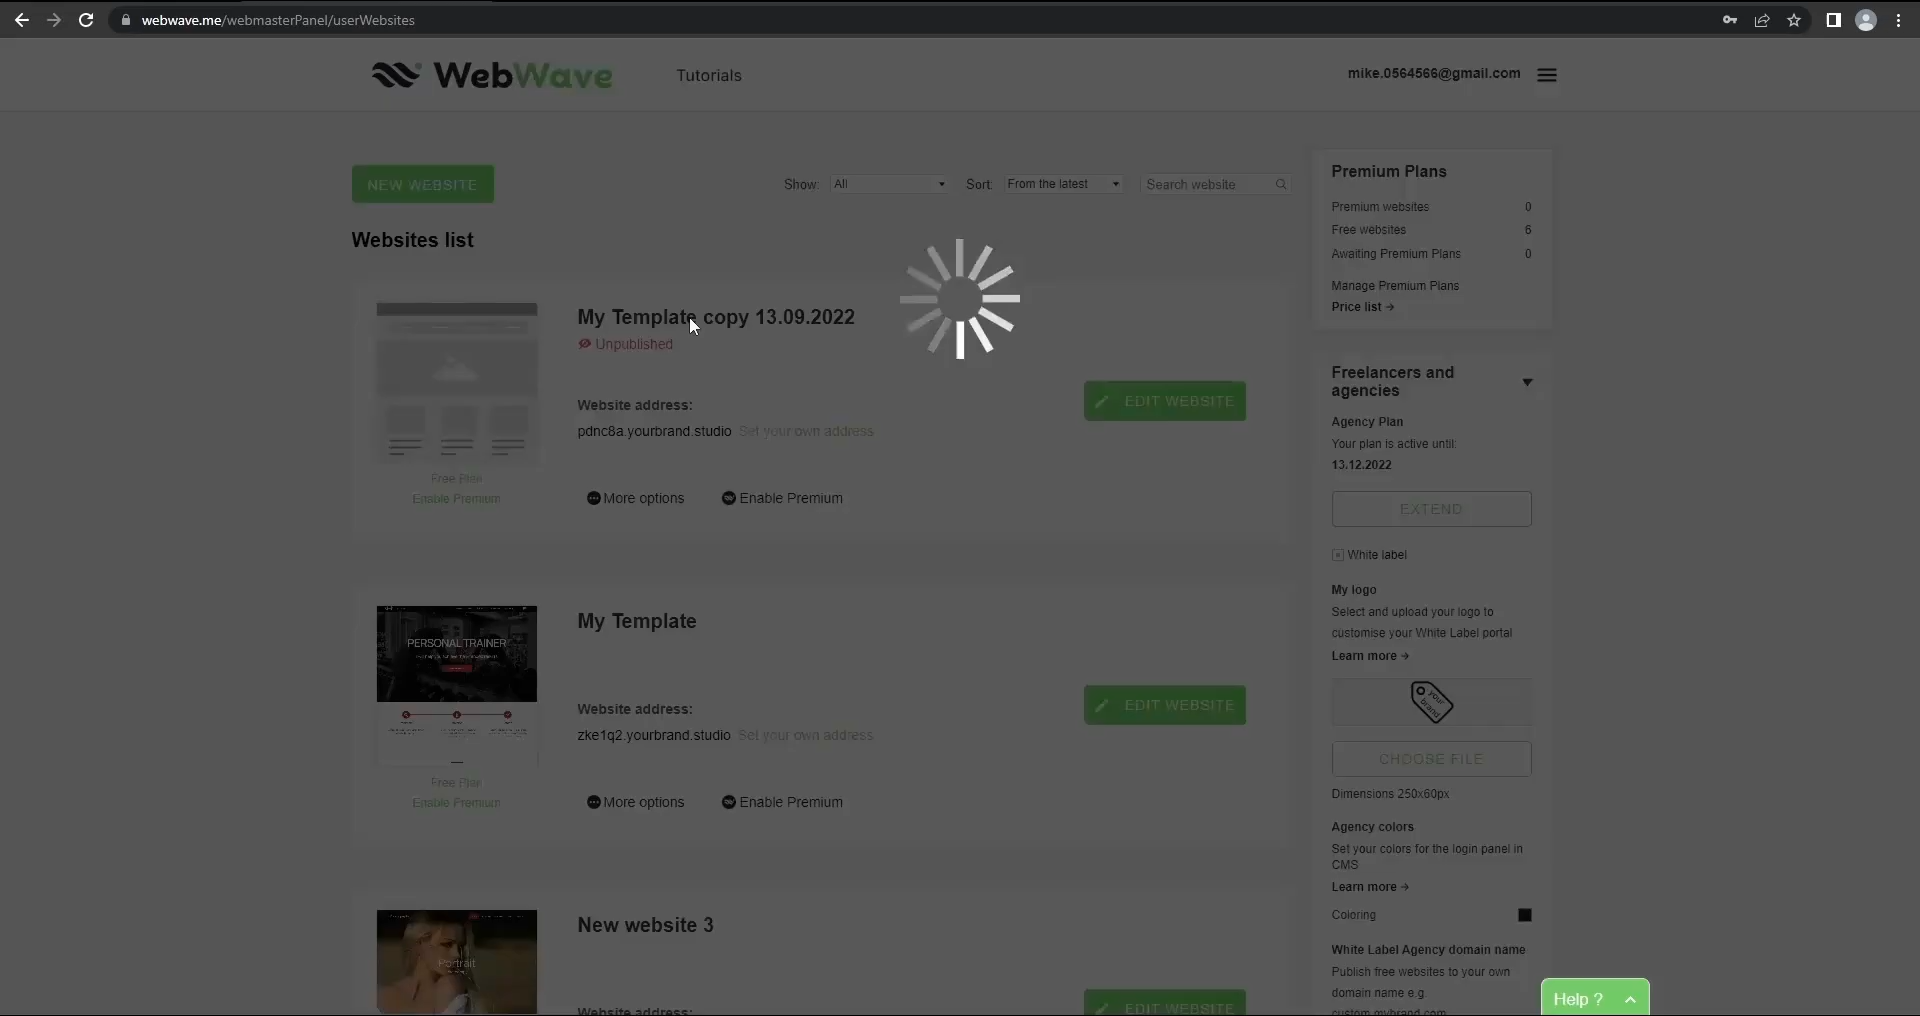 webwave.me/webmasterPanel/userWebsites
WebWave
Tutorials
mike.0564566@gmail.com
NEW WEBSITE
Show:
All
Sort:
From the latest
Search website
Websites list
My Template copy 13.09.2022
Unpublished
Website address:
pdnc8a.yourbrand.studio Set your own address
EDIT WEBSITE
Free Plan
Enable Premium
More options
Enable Premium
PERSONAL TRAINER
My Template
Website address:
zke1q2.yourbrand.studio Set your own address
EDIT WEBSITE
Free Plan
Enable Premium
More options
Enable Premium
Portrait
New website 3
Website address:
EDIT WEBSITE
Premium Plans
Premium websites 0
Free websites 6
Awaiting Premium Plans 0
Manage Premium Plans
Price list →
Freelancers and
agencies
Agency Plan
Your plan is active until:
13.12.2022
EXTEND
White label
My logo
Select and upload your logo to
customise your White Label portal
Learn more →
your
brand
CHOOSE FILE
Dimensions 250x60px
Agency colors
Set your colors for the login panel in
CMS
Learn more →
Coloring
White Label Agency domain name
Publish free websites to your own
domain name e.g.
custom.mybrand.com
Help ?